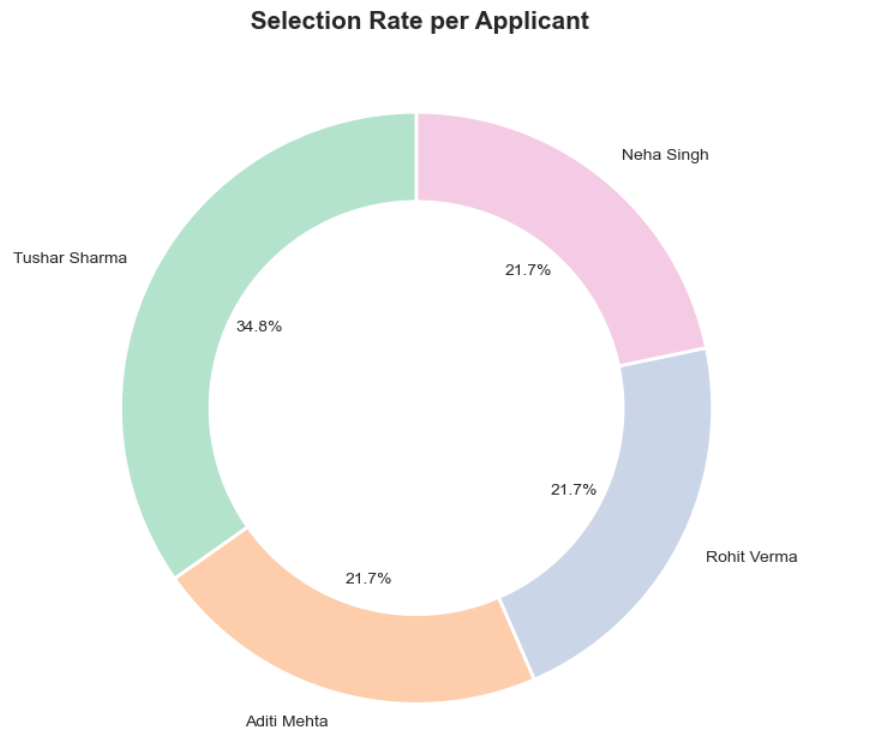 Selection Rate per Applicant
Neha Singh
21.7%
Tushar Sharma
34.8%
21.7%
Rohit Verma
21.7%
Aditi Mehta